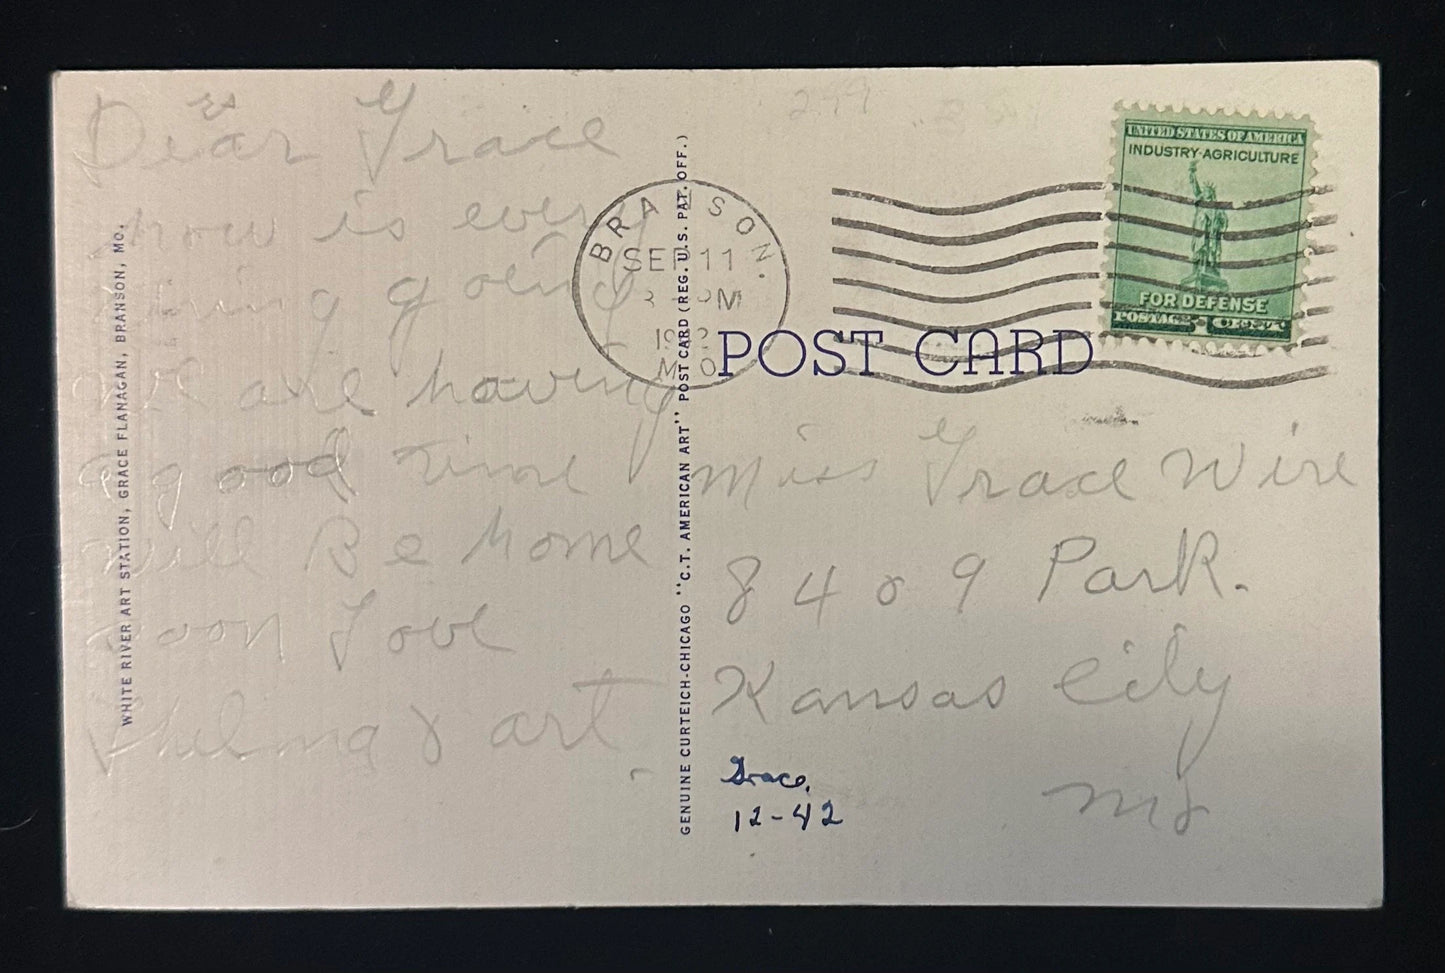 Dear Grace
how is every
thing going
we are having
a good time
will Be home
soon Love
Thelma & art
WHITE RIVER ART STATION, GRACE FLANAGAN, BRANSON, MO.
GENUINE CURTEICH-CHICAGO "C.T. AMERICAN ART" POST CARD (REG. U.S. PAT. OFF.)
BRANSON.
SEP 11
PM
MO
UNITED STATES OF AMERICA
INDUSTRY·AGRICULTURE
FOR DEFENSE
POSTAGE 1 CENT
POST CARD
Miss Grace Wire
8409 Park.
Kansas City
Mo
Grace.
12-42